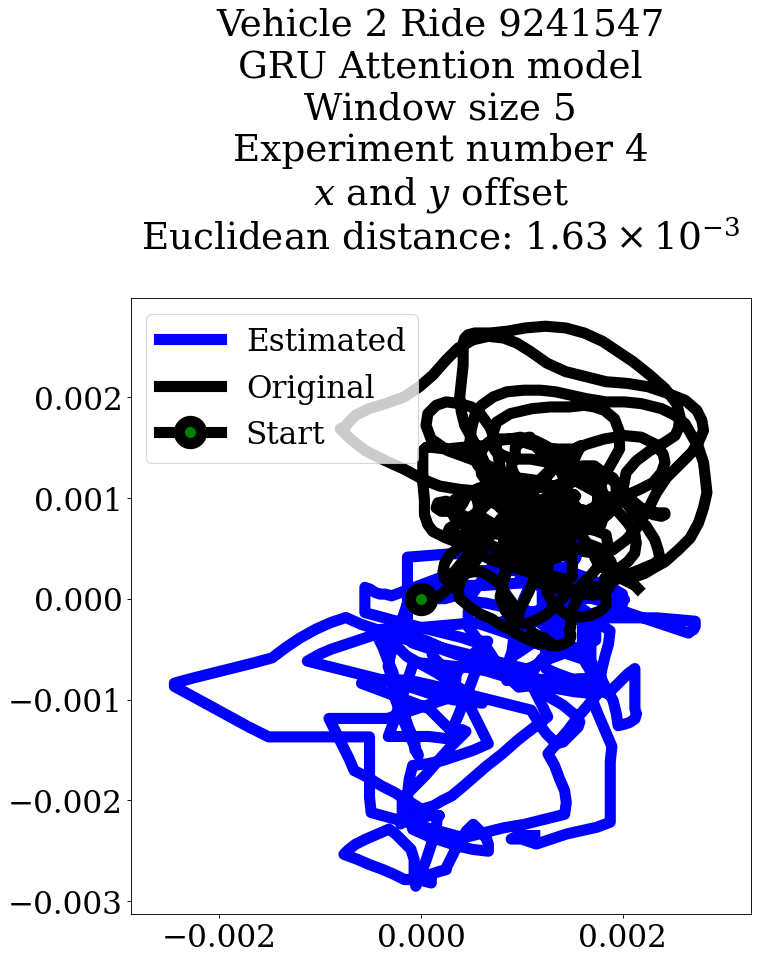 Vehicle 2 Ride 9241547
GRU Attention model
Window size 5
Experiment number 4
x and y offset
Euclidean distance: 1.63 × 10⁻³
Estimated
Original
Start
0.002
0.001
0.000
−0.001
−0.002
−0.003
−0.002 0.000 0.002